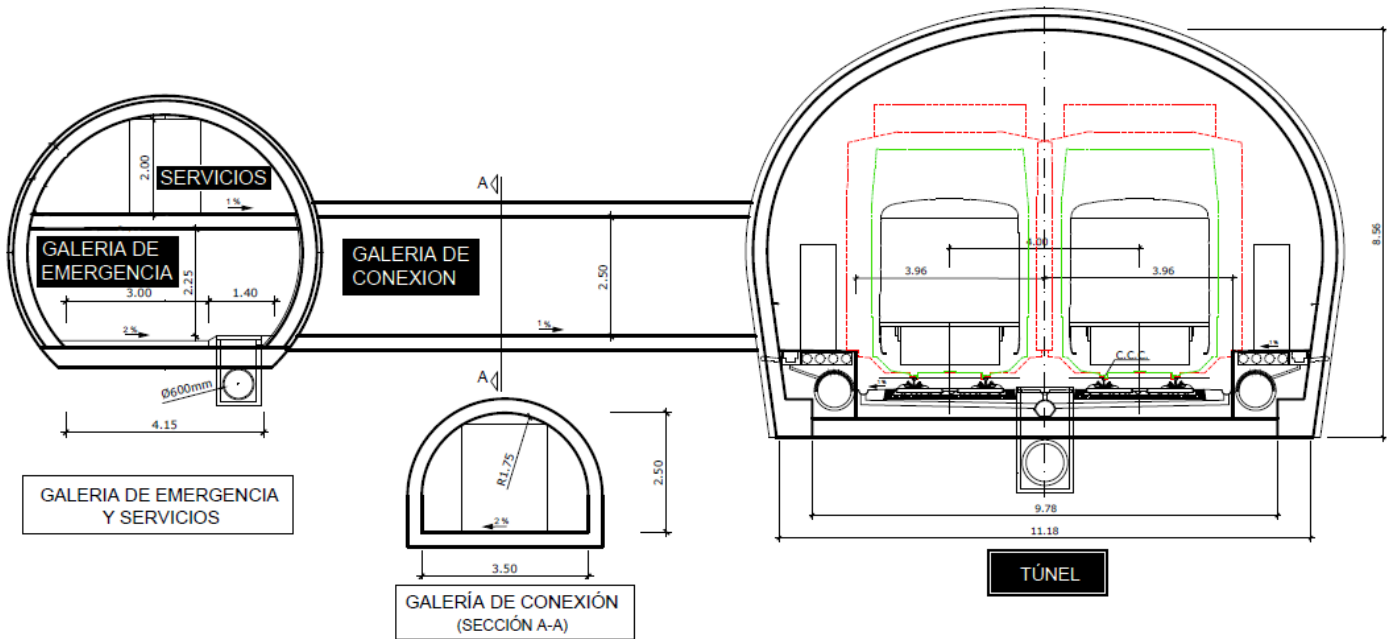 SERVICIOS
2.00
1%
GALERIA DE
EMERGENCIA
2.25
3.00
1.40
2%
Ø600mm
4.15
GALERIA DE EMERGENCIA
Y SERVICIOS
A
GALERIA DE
CONEXION
2.50
1%
A
R1.75
2.50
2%
3.50
GALERÍA DE CONEXIÓN
(SECCIÓN A-A)
4.00
3.96
3.96
8.56
C.C.C.
1%
1%
9.78
11.18
TÚNEL